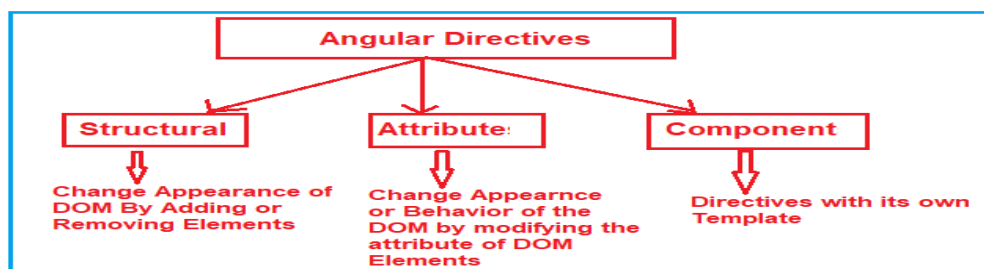 Angular Directives
Structural
Attributes
Component
Change Appearance of
DOM By Adding or
Removing Elements
Change Appearnce
or Behavior of the
DOM by modifying the
attribute of DOM
Elements
Directives with its own
Template